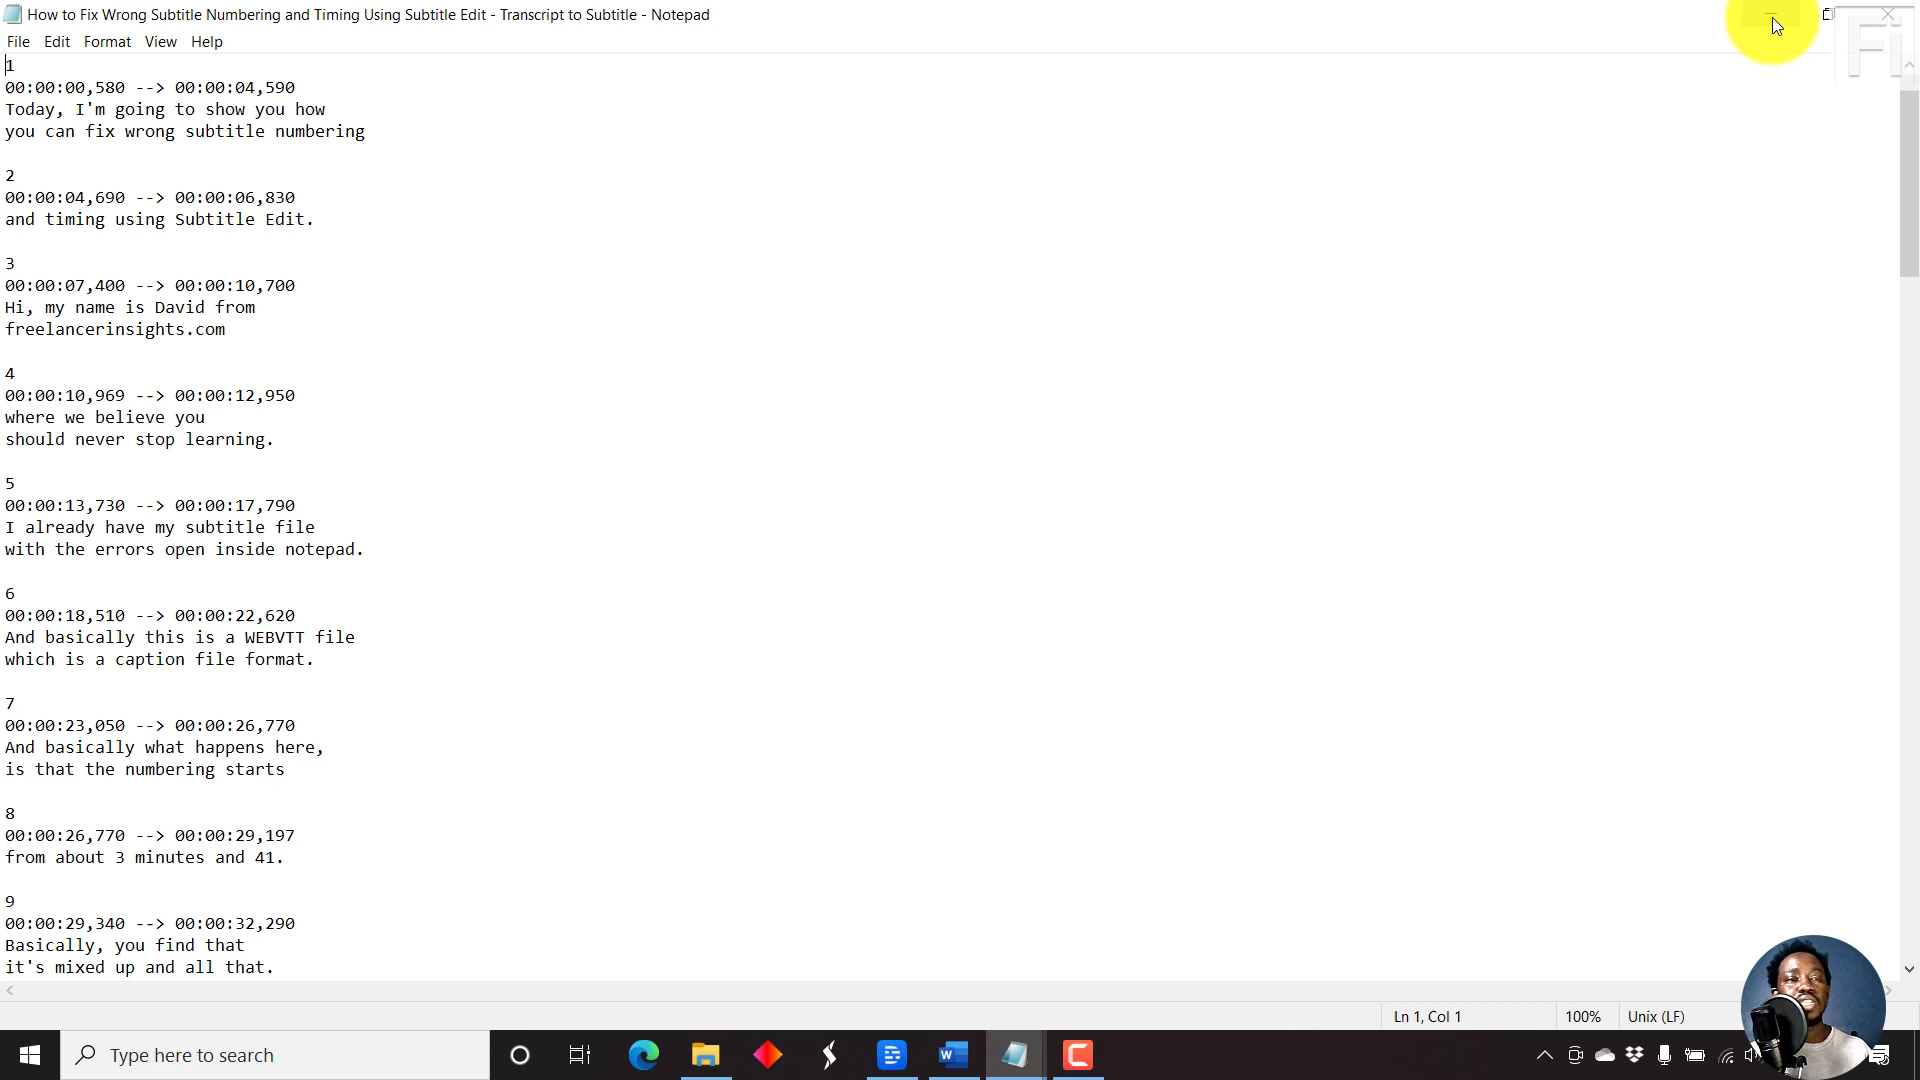 How to Fix Wrong Subtitle Numbering and Timing Using Subtitle Edit - Transcript to Subtitle - Notepad
File Edit Format View Help
Fi
1
00:00:00,580 --> 00:00:04,590
Today, I'm going to show you how
you can fix wrong subtitle numbering
2
00:00:04,690 --> 00:00:06,830
and timing using Subtitle Edit.
3
00:00:07,400 --> 00:00:10,700
Hi, my name is David from
freelancerinsights.com
4
00:00:10,969 --> 00:00:12,950
where we believe you
should never stop learning.
5
00:00:13,730 --> 00:00:17,790
I already have my subtitle file
with the errors open inside notepad.
6
00:00:18,510 --> 00:00:22,620
And basically this is a WEBVTT file
which is a caption file format.
7
00:00:23,050 --> 00:00:26,770
And basically what happens here,
is that the numbering starts
8
00:00:26,770 --> 00:00:29,197
from about 3 minutes and 41.
9
00:00:29,340 --> 00:00:32,290
Basically, you find that
it's mixed up and all that.
Ln 1, Col 1 100% Unix (LF)
Type here to search